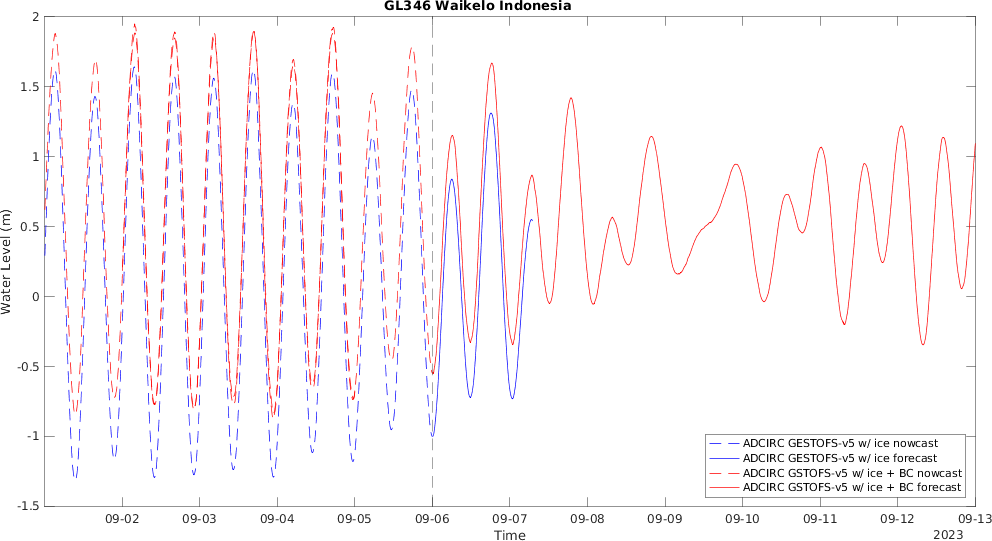 GL346 Waikelo Indonesia
2
1.5
1
0.5
0
-0.5
-1
-1.5
Water Level (m)
09-02 09-03 09-04 09-05 09-06 09-07 09-08 09-09 09-10 09-11 09-12 09-13
Time
2023
ADCIRC GESTOFS-v5 w/ ice nowcast
ADCIRC GESTOFS-v5 w/ ice forecast
ADCIRC GSTOFS-v5 w/ ice + BC nowcast
ADCIRC GSTOFS-v5 w/ ice + BC forecast